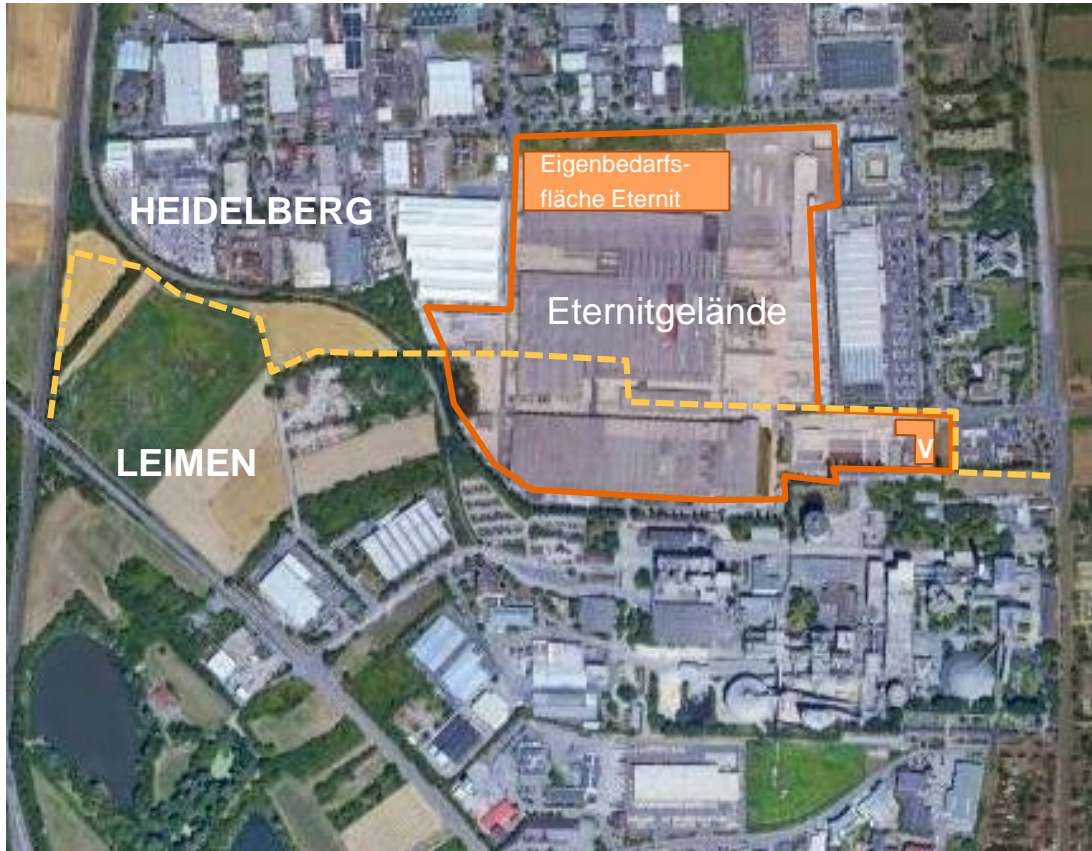 Eigenbedarfs-
fläche Eternit
HEIDELBERG
Eternitgelände
LEIMEN
V